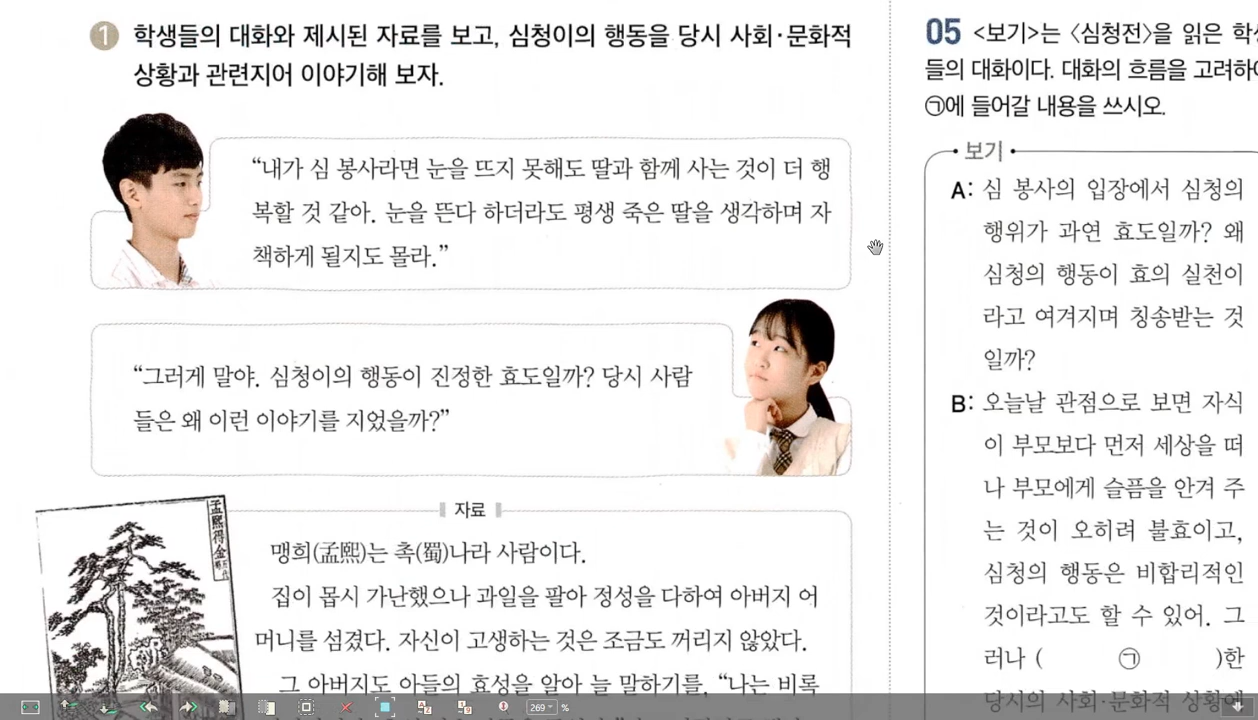 1 학생들의 대화와 제시된 자료를 보고, 심청이의 행동을 당시 사회·문화적
상황과 관련지어 이야기해 보자.
“내가 심 봉사라면 눈을 뜨지 못해도 딸과 함께 사는 것이 더 행
복할 것 같아. 눈을 뜬다 하더라도 평생 죽은 딸을 생각하며 자
책하게 될지도 몰라.”
“그러게 말야. 심청이의 행동이 진정한 효도일까? 당시 사람
들은 왜 이런 이야기를 지었을까?”
자료
孟熙得金
맹희(孟熙)는 촉(蜀)나라 사람이다.
집이 몹시 가난했으나 과일을 팔아 정성을 다하여 아버지 어
머니를 섬겼다. 자신이 고생하는 것은 조금도 꺼리지 않았다.
그 아버지도 아들의 효성을 알아 늘 말하기를, “나는 비록
05 <보기>는 〈심청전〉을 읽은 학생
들의 대화이다. 대화의 흐름을 고려하여
㉠에 들어갈 내용을 쓰시오.
보기
A: 심 봉사의 입장에서 심청의
행위가 과연 효도일까? 왜
심청의 행동이 효의 실천이
라고 여겨지며 칭송받는 것
일까?
B: 오늘날 관점으로 보면 자식
이 부모보다 먼저 세상을 떠
나 부모에게 슬픔을 안겨 주
는 것이 오히려 불효이고,
심청의 행동은 비합리적인
것이라고도 할 수 있어. 그
러나 ( ㉠ )한
당시의 사회·문화적 상황에
269 %